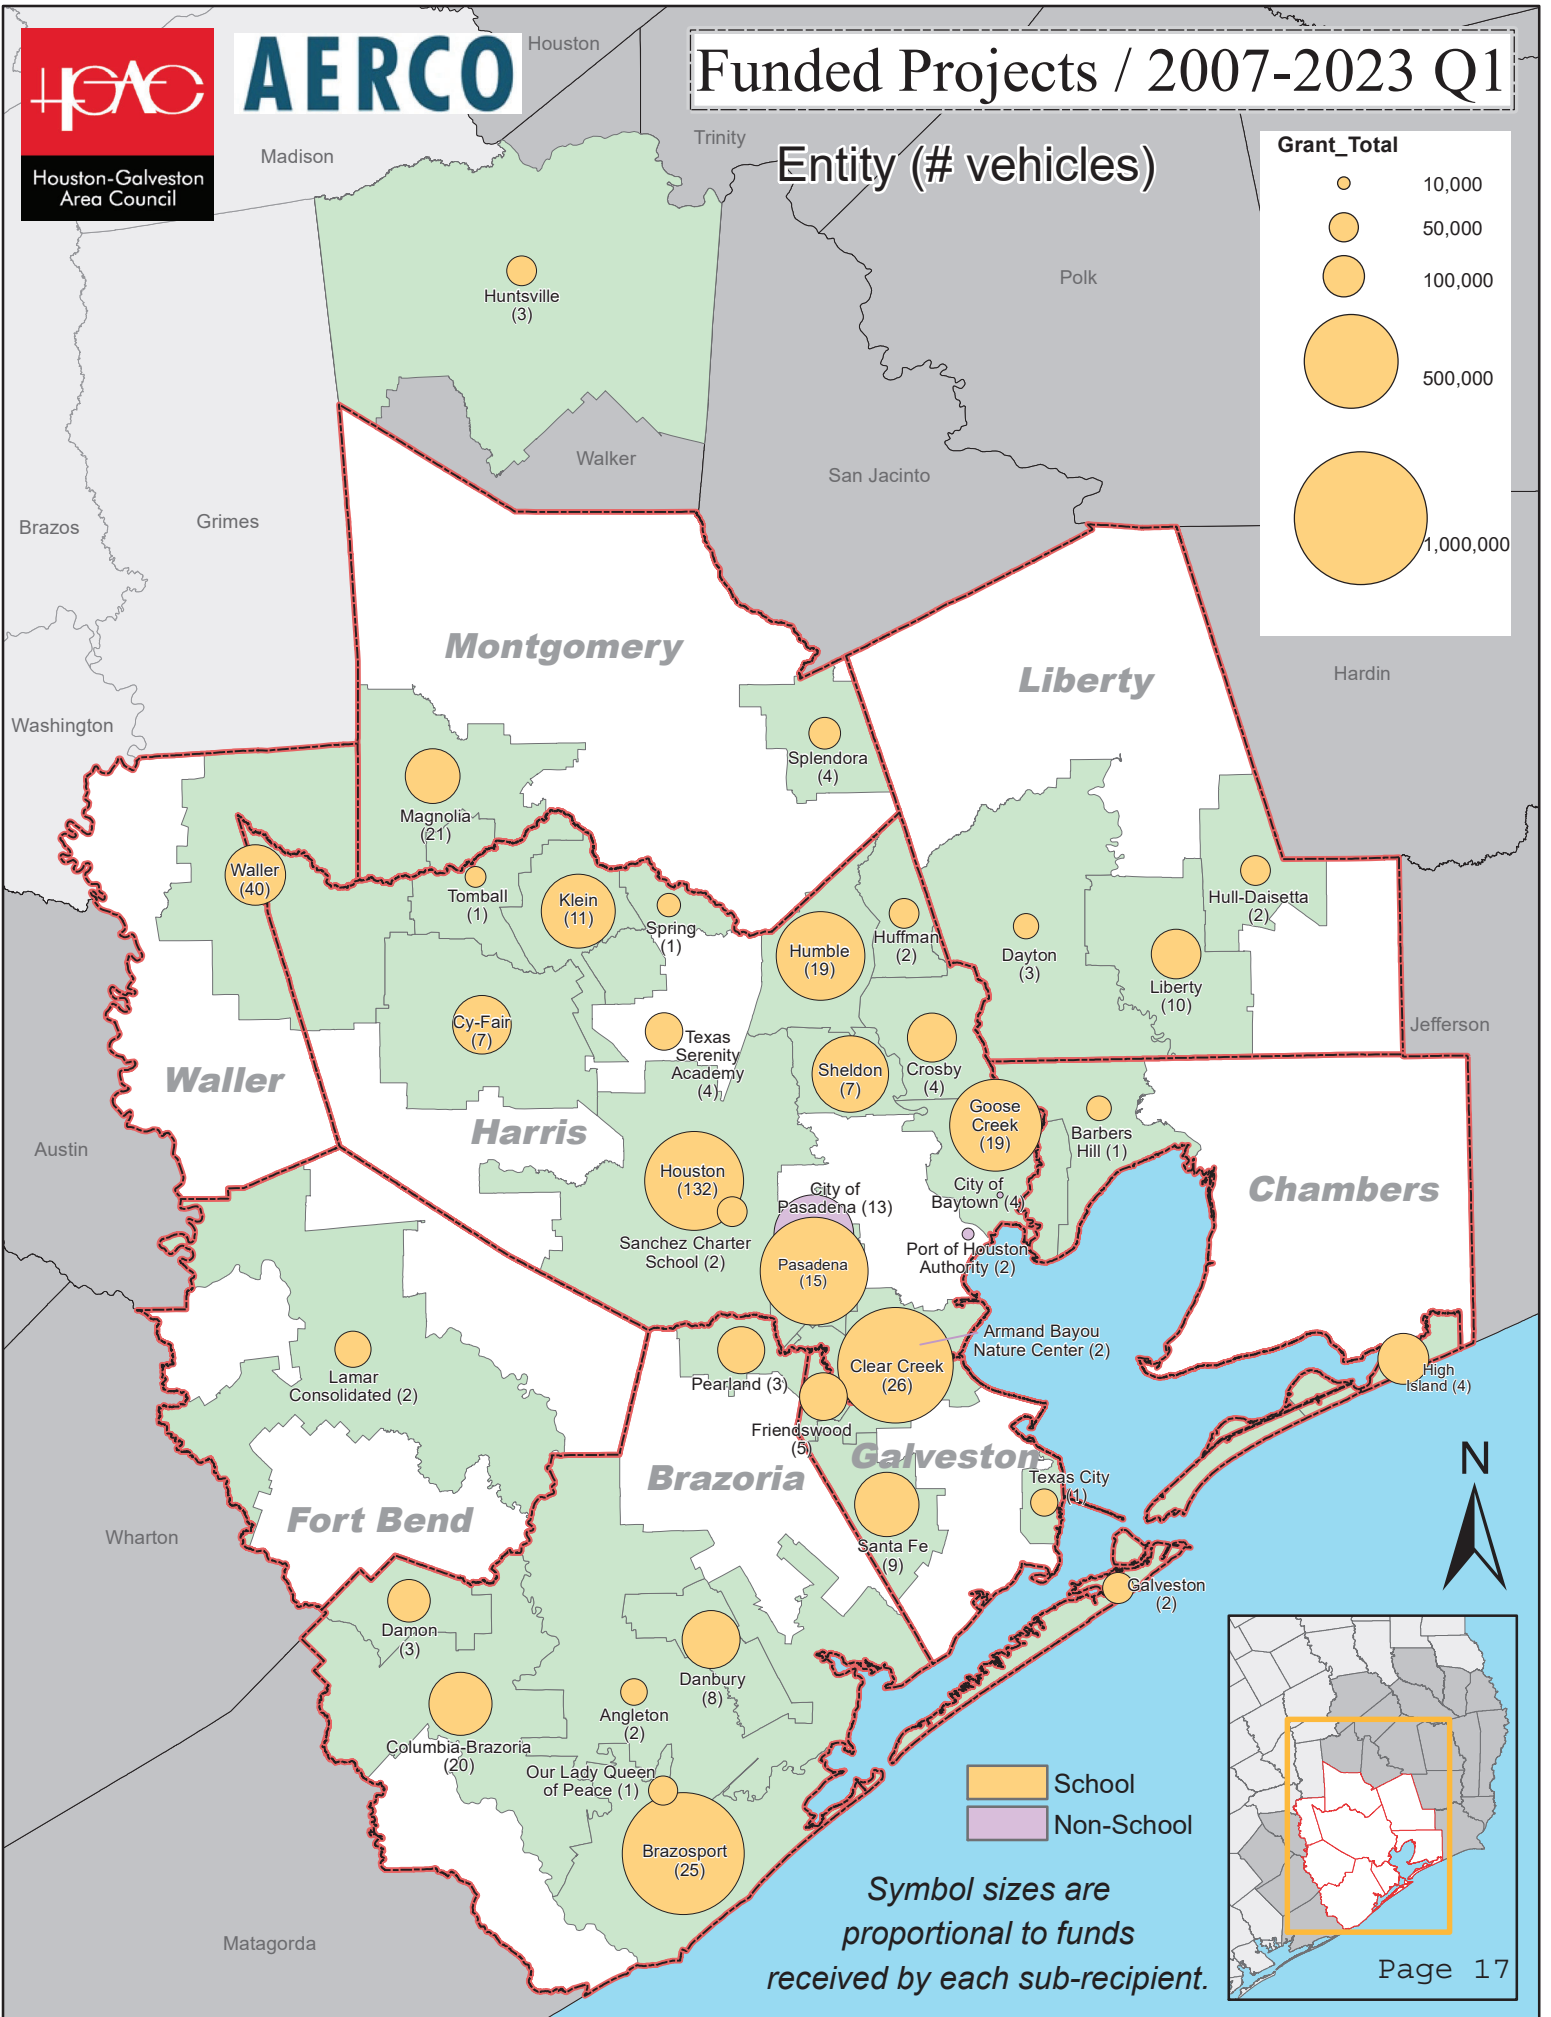 HGAC
Houston-Galveston
Area Council
AERCO
Funded Projects / 2007-2023 Q1
Entity (# vehicles)
Grant_Total
10,000
50,000
100,000
500,000
1,000,000
Houston
Madison
Trinity
Polk
Huntsville
(3)
Walker
San Jacinto
Brazos
Grimes
Hardin
Washington
Montgomery
Liberty
Splendora
(4)
Magnolia
(21)
Waller
(40)
Tomball
(1)
Klein
(11)
Spring
(1)
Humble
(19)
Huffman
(2)
Dayton
(3)
Hull-Daisetta
(2)
Liberty
(10)
Cy-Fair
(7)
Texas
Serenity
Academy
(4)
Sheldon
(7)
Crosby
(4)
Jefferson
Waller
Harris
Goose
Creek
(19)
Barbers
Hill (1)
Austin
Chambers
Houston
(132)
City of
Pasadena (13)
City of
Baytown (4)
Sanchez Charter
School (2)
Port of Houston
Authority (2)
Pasadena
(15)
Armand Bayou
Nature Center (2)
Lamar
Consolidated (2)
Pearland (3)
Clear Creek
(26)
High
Island (4)
Friendswood
(5)
Galveston
Brazoria
Texas City
(1)
Fort Bend
Wharton
Santa Fe
(9)
Galveston
(2)
Damon
(3)
Danbury
(8)
Angleton
(2)
Columbia-Brazoria
(20)
Our Lady Queen
of Peace (1)
Brazosport
(25)
Matagorda
N
School
Non-School
Symbol sizes are
proportional to funds
received by each sub-recipient.
Page 17